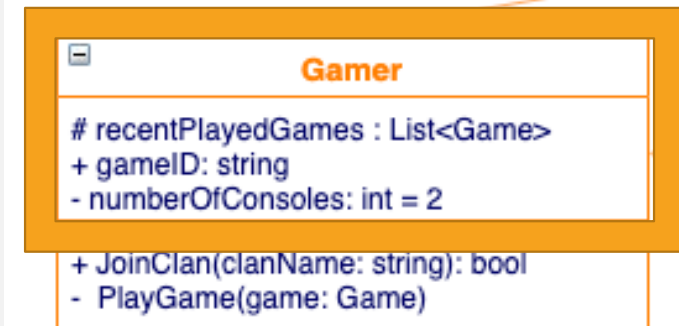 Gamer
# recentPlayedGames : List<Game>
+ gameID: string
- numberOfConsoles: int = 2
+ JoinClan(clanName: string): bool
- PlayGame(game: Game)